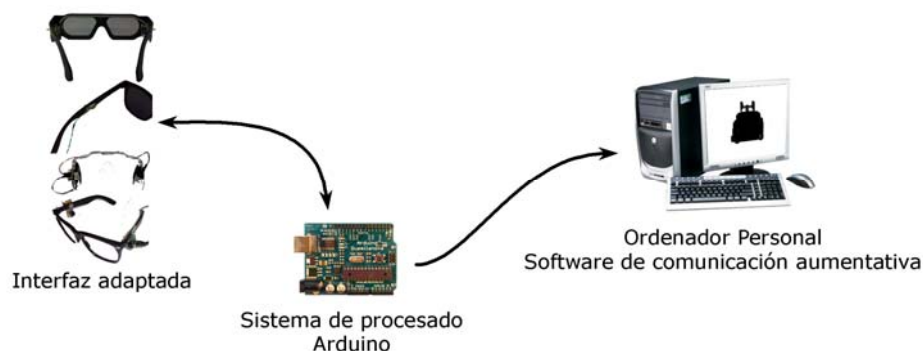 Interfaz adaptada
Sistema de procesado
Arduino
Ordenador Personal
Software de comunicación aumentativa